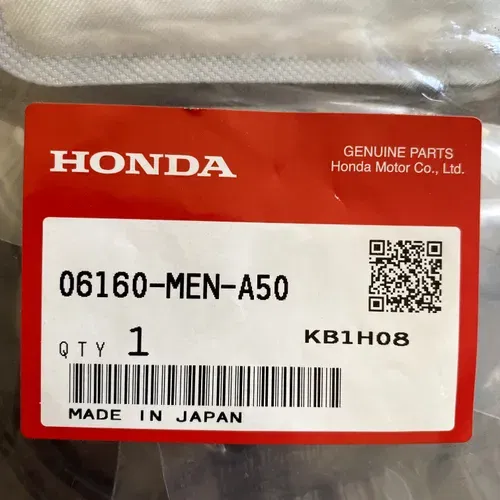 HONDA
GENUINE PARTS
Honda Motor Co., Ltd.
06160-MEN-A50
QTY 1
KB1H08
MADE IN JAPAN